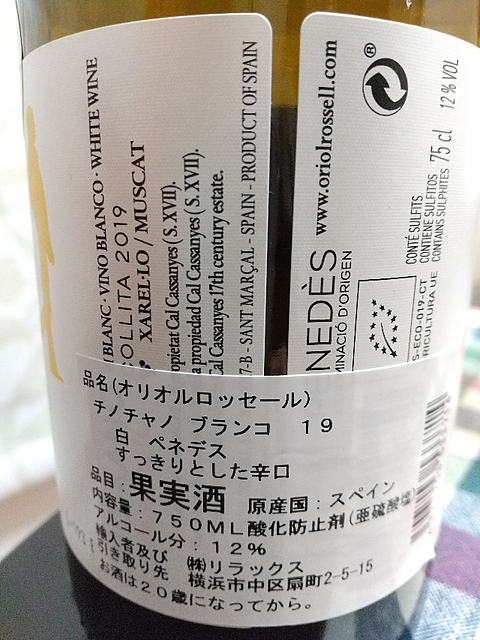 BLANC · VINO BLANCO · WHITE WINE
COLLITA 2019
XAREL·LO / MUSCAT
opietat Cal Cassanyes (S.XVII).
a propiedad Cal Cassanyes (S.XVII).
Cal Cassanyes 17th century estate.
7-B - SANT MARÇAL - SPAIN - PRODUCT OF SPAIN
www.oriolrossell.com
NEDÈS
MINACIÓ D'ORIGEN
®
CONTÉ SULFITS
CONTIENE SULFITOS
CONTAINS SULPHITES
75 cl
12 % VOL
S-ECO-019-CT
RICULTURA UE
品名(オリオルロッセール)
チノチャノ ブランコ 19
白 ペネデス
すっきりとした辛口
品目:果実酒 原産国:スペイン
内容量:750ML 酸化防止剤(亜硫酸塩)
アルコール分:12%
輸入者及び ㈱リラックス
引き取り先 横浜市中区扇町2-5-15
お酒は20歳になってから。